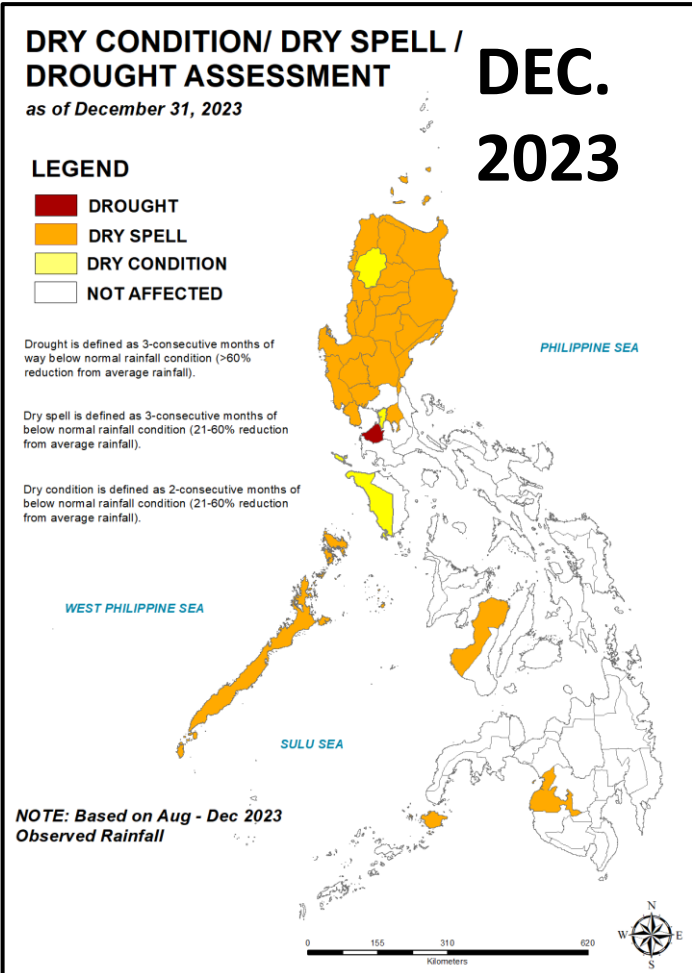 DRY CONDITION/ DRY SPELL /
DROUGHT ASSESSMENT
as of December 31, 2023
DEC.
2023
LEGEND
DROUGHT
DRY SPELL
DRY CONDITION
NOT AFFECTED
Drought is defined as 3-consecutive months of
way below normal rainfall condition (>60%
reduction from average rainfall).
Dry spell is defined as 3-consecutive months of
below normal rainfall condition (21-60% reduction
from average rainfall).
Dry condition is defined as 2-consecutive months of
below normal rainfall condition (21-60% reduction
from average rainfall).
PHILIPPINE SEA
WEST PHILIPPINE SEA
SULU SEA
NOTE: Based on Aug - Dec 2023
Observed Rainfall
N
W E
S
0 155 310 620
Kilometers